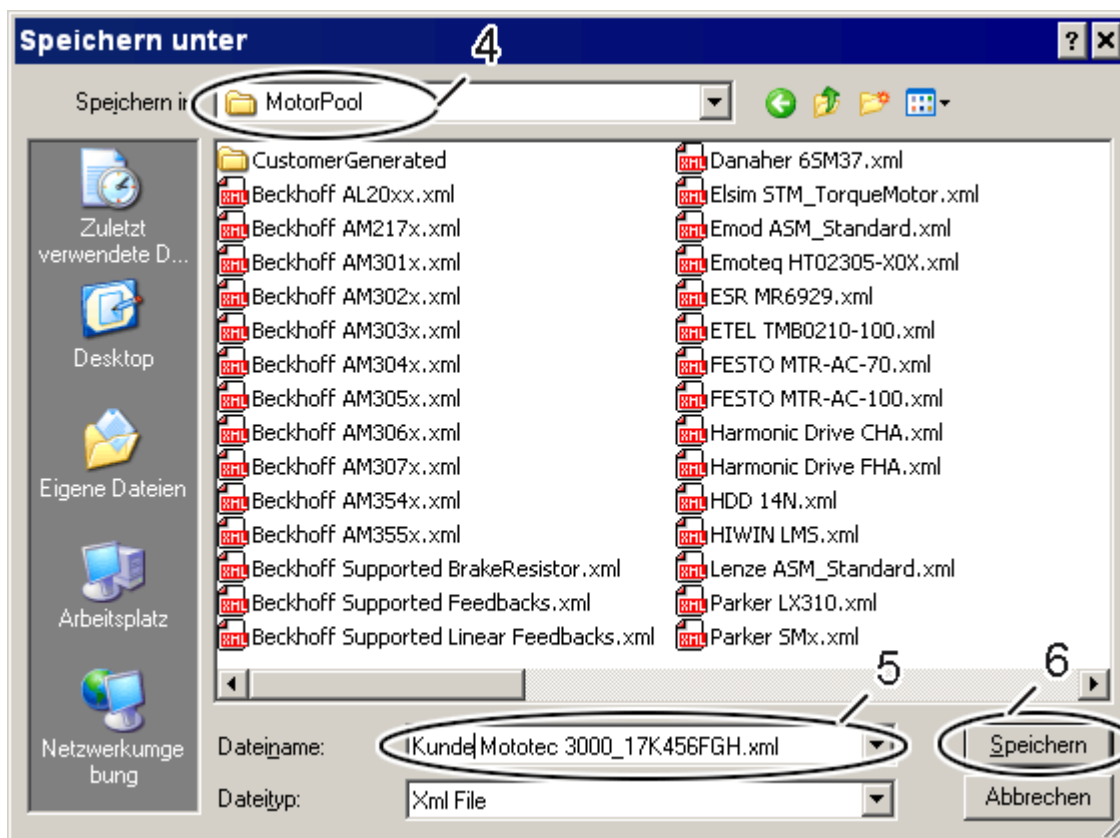 Speichern unter
4
Speichern in
MotorPool
Zuletzt
verwendete D...
Desktop
Eigene Dateien
Arbeitsplatz
Netzwerkumge
bung
CustomerGenerated
Beckhoff AL20xx.xml
Beckhoff AM217x.xml
Beckhoff AM301x.xml
Beckhoff AM302x.xml
Beckhoff AM303x.xml
Beckhoff AM304x.xml
Beckhoff AM305x.xml
Beckhoff AM306x.xml
Beckhoff AM307x.xml
Beckhoff AM354x.xml
Beckhoff AM355x.xml
Beckhoff Supported BrakeResistor.xml
Beckhoff Supported Feedbacks.xml
Beckhoff Supported Linear Feedbacks.xml
Danaher 6SM37.xml
Elsim STM_TorqueMotor.xml
Emod ASM_Standard.xml
Emoteq HT02305-X0X.xml
ESR MR6929.xml
ETEL TMB0210-100.xml
FESTO MTR-AC-70.xml
FESTO MTR-AC-100.xml
Harmonic Drive CHA.xml
Harmonic Drive FHA.xml
HDD 14N.xml
HIWIN LMS.xml
Lenze ASM_Standard.xml
Parker LX310.xml
Parker SMx.xml
5
6
Dateiname:
Kunde Mototec 3000_17K456FGH.xml
Speichern
Dateityp:
Xml File
Abbrechen